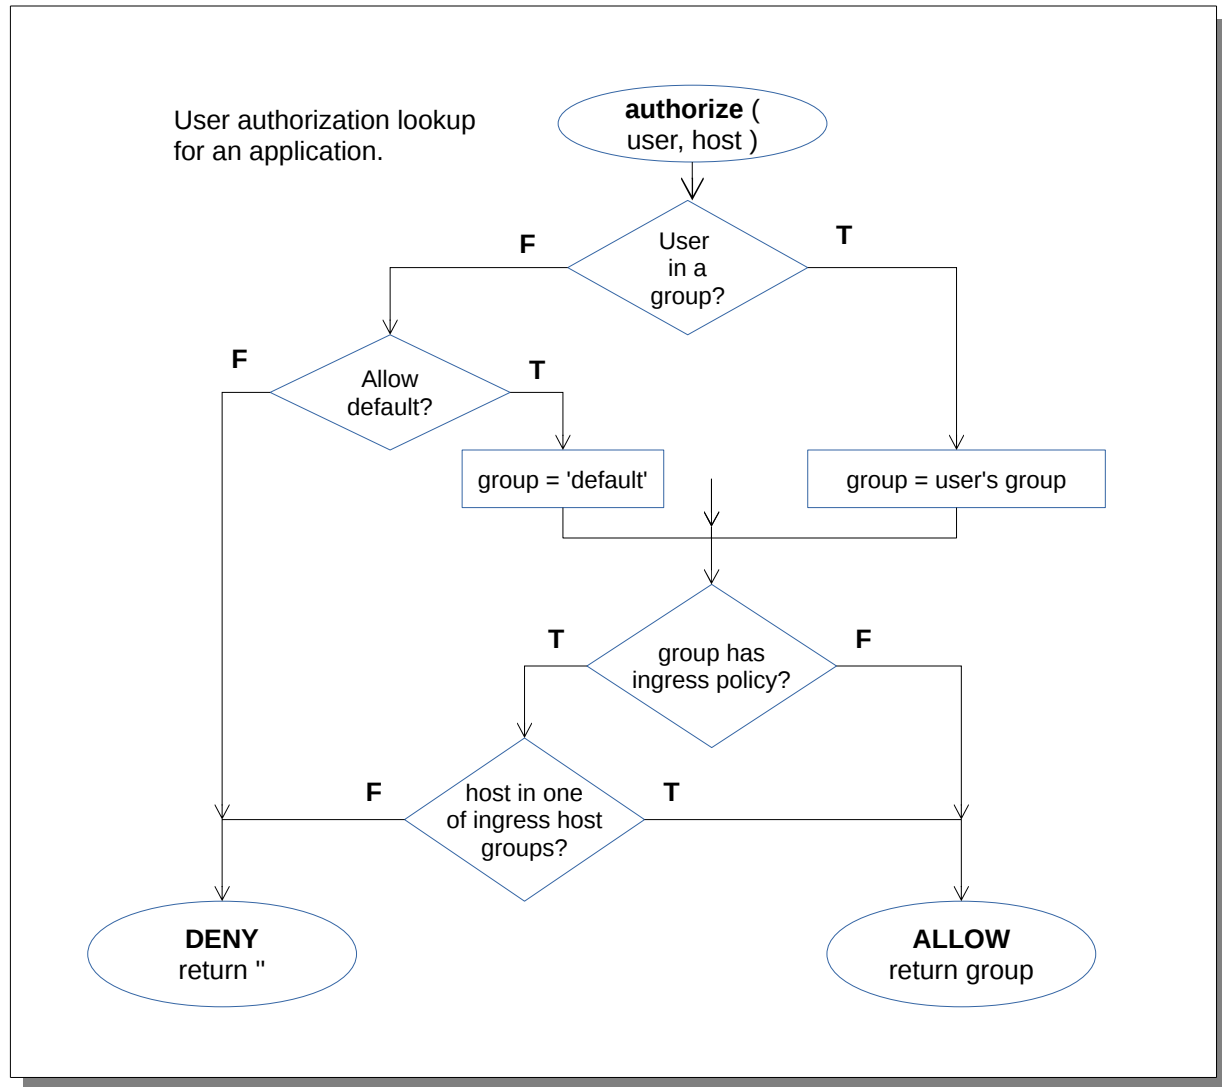 User authorization lookup
for an application.
authorize (
user, host )
F
T
User
in a
group?
F
T
Allow
default?
group = 'default'
group = user's group
T
F
group has
ingress policy?
F
T
host in one
of ingress host
groups?
DENY
return ''
ALLOW
return group